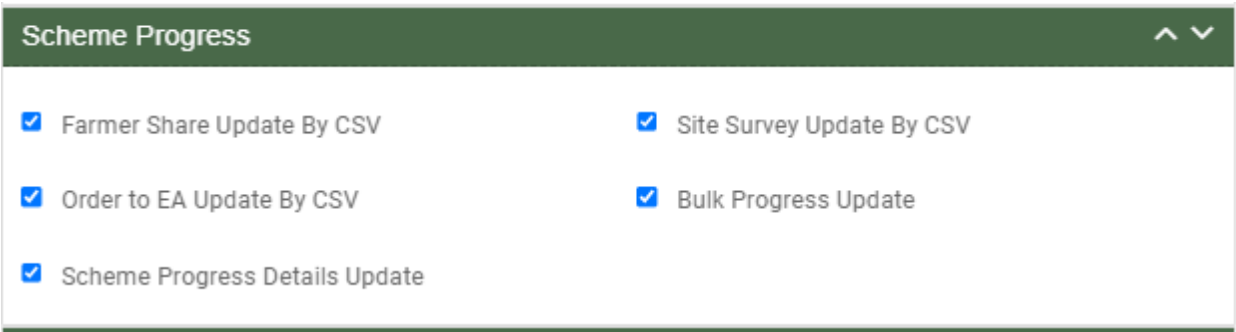 Scheme Progress
Farmer Share Update By CSV
Site Survey Update By CSV
Order to EA Update By CSV
Bulk Progress Update
Scheme Progress Details Update